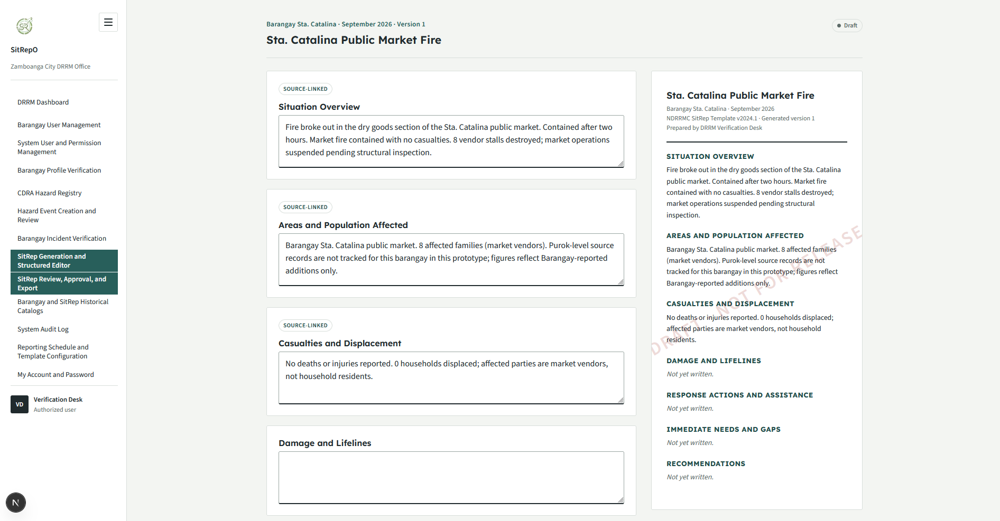 SR
SitRepO
Zamboanga City DRRM Office
DRRM Dashboard
Barangay User Management
System User and Permission
Management
Barangay Profile Verification
CDRA Hazard Registry
Hazard Event Creation and
Review
Barangay Incident Verification
SitRep Generation and
Structured Editor
SitRep Review, Approval, and
Export
Barangay and SitRep Historical
Catalogs
System Audit Log
Reporting Schedule and
Template Configuration
My Account and Password
VD
Verification Desk
Authorized user
N
Barangay Sta. Catalina · September 2026 · Version 1
Sta. Catalina Public Market Fire
Draft
SOURCE-LINKED
Situation Overview
Fire broke out in the dry goods section of the Sta. Catalina public market. Contained after two
hours. Market fire contained with no casualties. 8 vendor stalls destroyed; market operations
suspended pending structural inspection.
SOURCE-LINKED
Areas and Population Affected
Barangay Sta. Catalina public market. 8 affected families (market vendors). Purok-level source
records are not tracked for this barangay in this prototype; figures reflect Barangay-reported
additions only.
SOURCE-LINKED
Casualties and Displacement
No deaths or injuries reported. 0 households displaced; affected parties are market vendors,
not household residents.
Damage and Lifelines
Sta. Catalina Public Market Fire
Barangay Sta. Catalina · September 2026
NDRRMC SitRep Template v2024.1 · Generated version 1
Prepared by DRRM Verification Desk
SITUATION OVERVIEW
Fire broke out in the dry goods section of the Sta. Catalina
public market. Contained after two hours. Market fire
contained with no casualties. 8 vendor stalls destroyed;
market operations suspended pending structural
inspection.
AREAS AND POPULATION AFFECTED
Barangay Sta. Catalina public market. 8 affected families
(market vendors). Purok-level source records are not
tracked for this barangay in this prototype; figures reflect
Barangay-reported additions only.
CASUALTIES AND DISPLACEMENT
No deaths or injuries reported. 0 households displaced;
affected parties are market vendors, not household
residents.
DAMAGE AND LIFELINES
Not yet written.
RESPONSE ACTIONS AND ASSISTANCE
Not yet written.
IMMEDIATE NEEDS AND GAPS
Not yet written.
RECOMMENDATIONS
Not yet written.
DRAFT · NOT FOR RELEASE